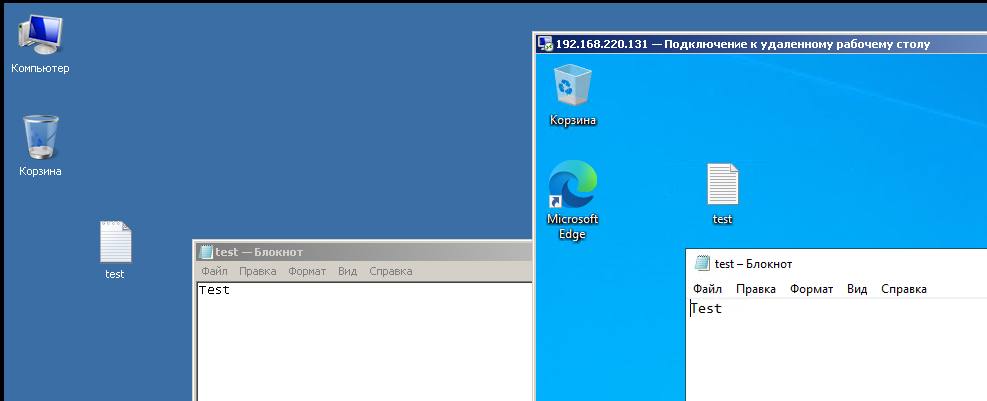 Компьютер
Корзина
test
test — Блокнот
Файл Правка Формат Вид Справка
Test
192.168.220.131 — Подключение к удаленному рабочему столу
Корзина
Microsoft
Edge
test
test – Блокнот
Файл Правка Формат Вид Справка
Test